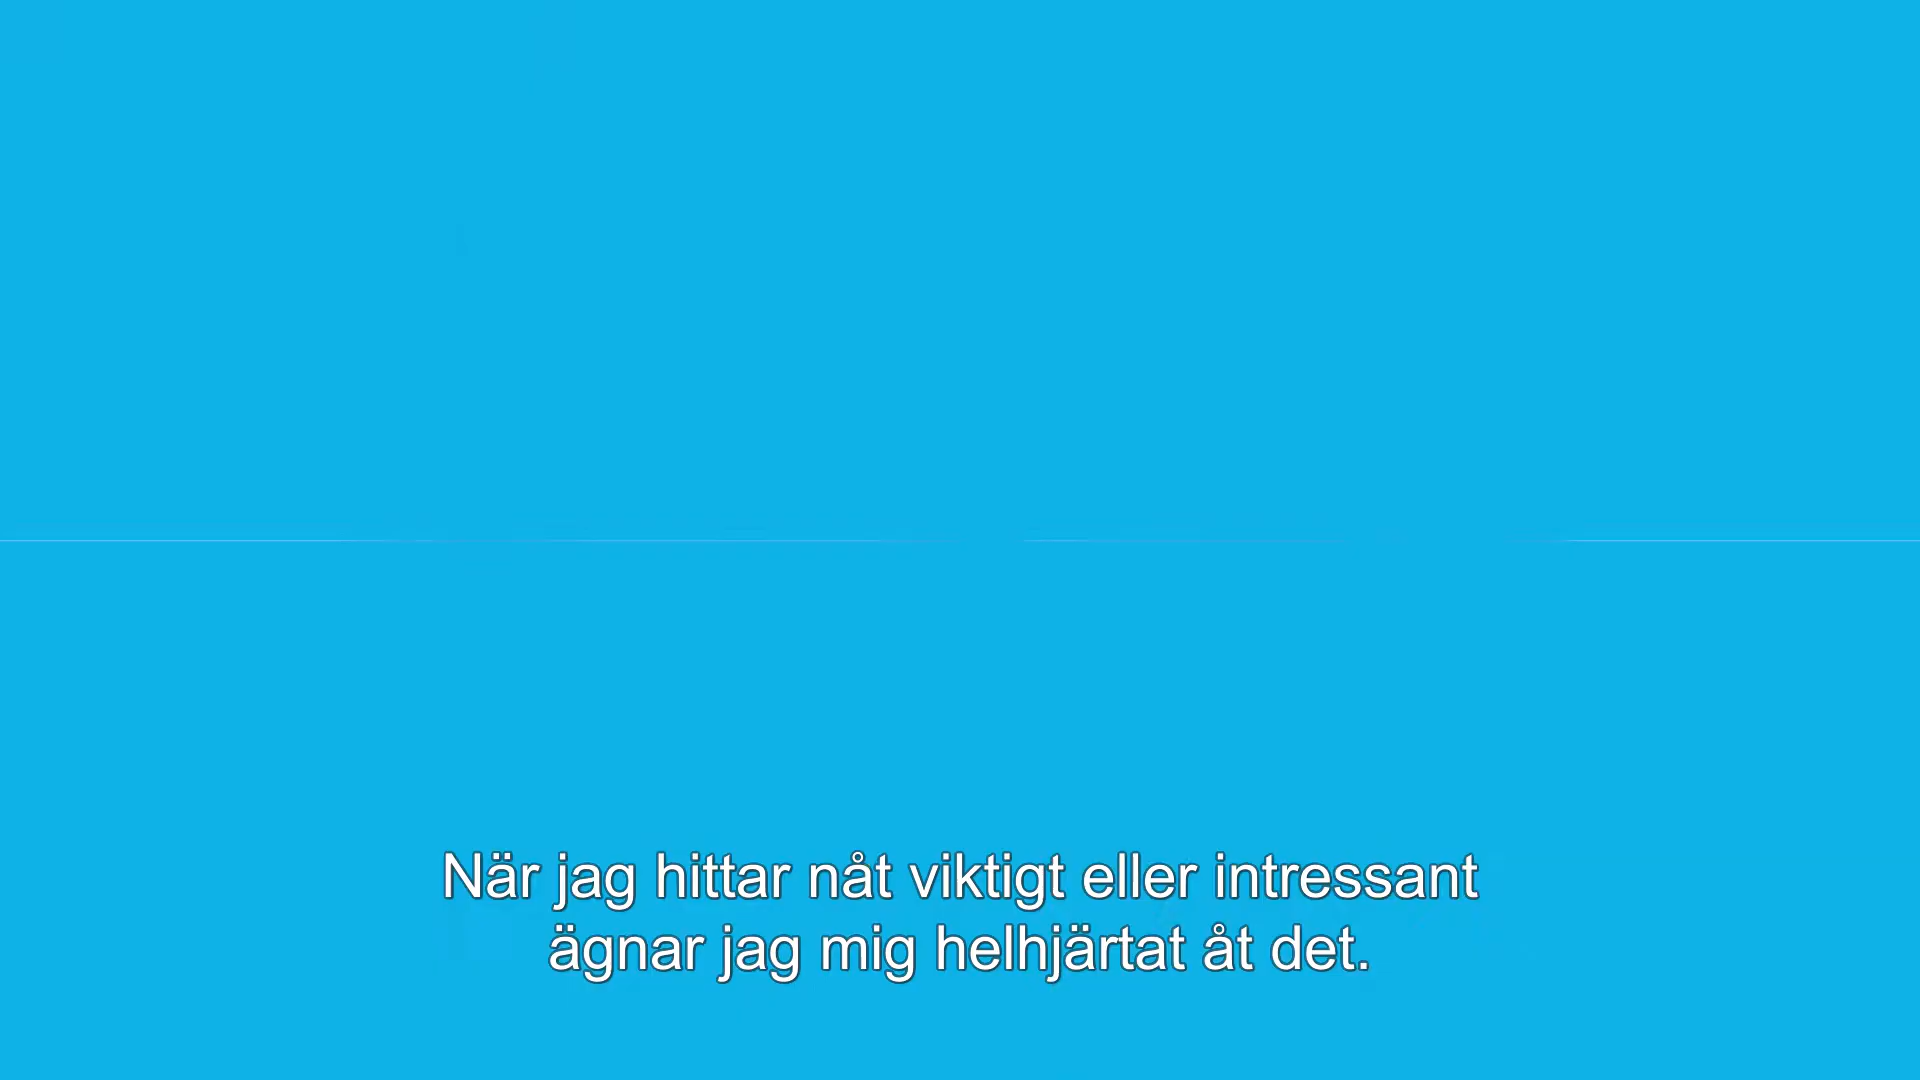 När jag hittar nåt viktigt eller intressant
ägnar jag mig helhjärtat åt det.